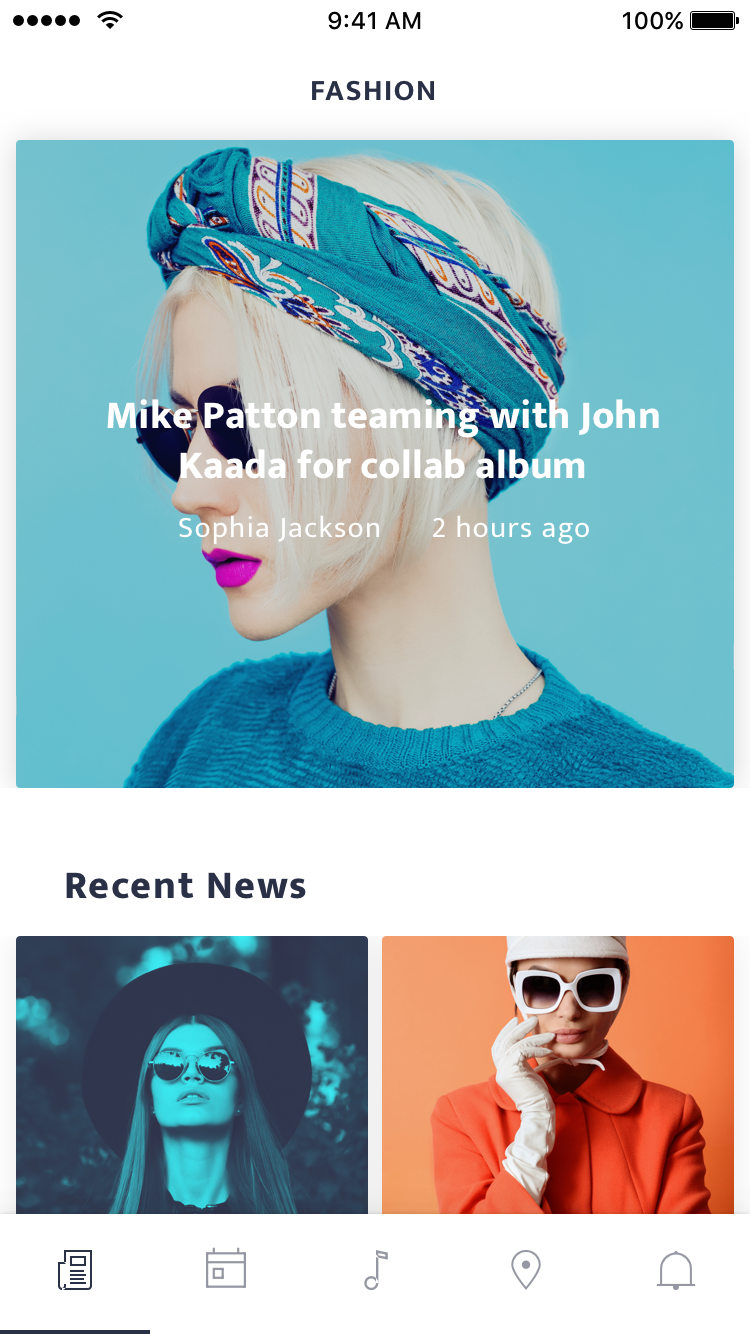 9:41 AM 100%
FASHION
Mike Patton teaming with John
Kaada for collab album
Sophia Jackson 2 hours ago
Recent News